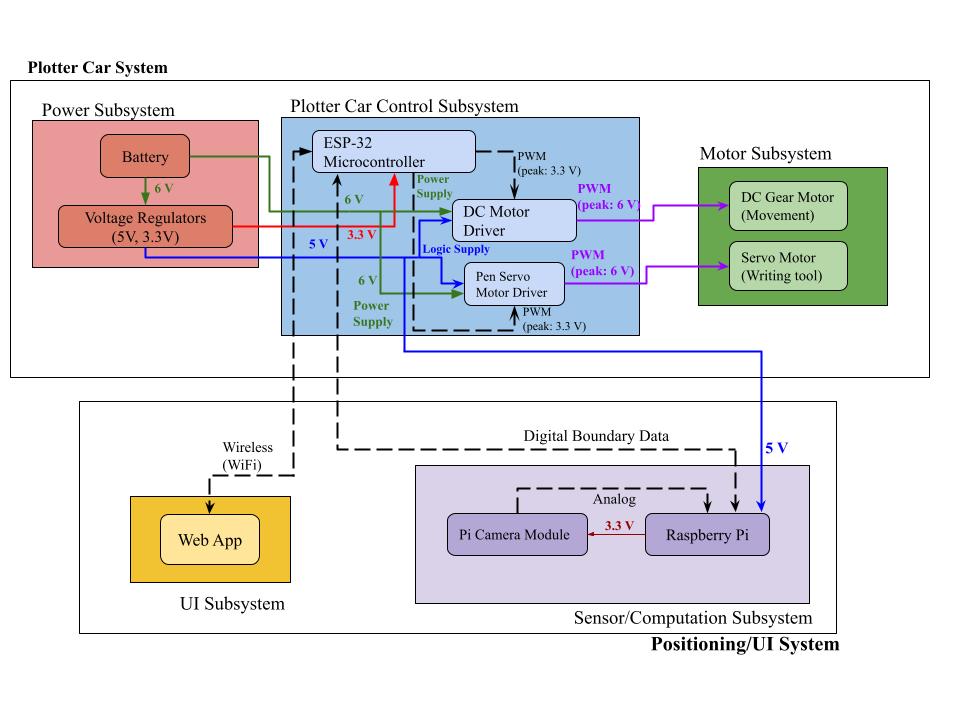 Plotter Car System
Power Subsystem
Plotter Car Control Subsystem
Motor Subsystem
Battery
6 V
Voltage Regulators
(5V, 3.3V)
ESP-32
Microcontroller
PWM
(peak: 3.3 V)
Power
Supply
6 V
3.3 V
5 V
DC Motor
Driver
PWM
(peak: 6 V)
Logic Supply
Pen Servo
Motor Driver
PWM
(peak: 6 V)
6 V
Power
Supply
PWM
(peak: 3.3 V)
DC Gear Motor
(Movement)
Servo Motor
(Writing tool)
Wireless
(WiFi)
Digital Boundary Data
5 V
Web App
UI Subsystem
Analog
Pi Camera Module
3.3 V
Raspberry Pi
Sensor/Computation Subsystem
Positioning/UI System